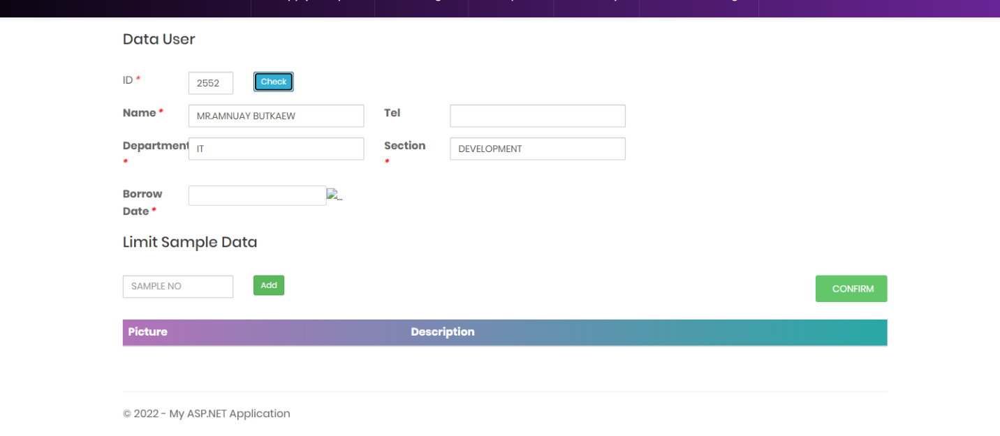 Data User
ID *
2552
Check
Name *
MR.AMNUAY BUTKAEW
Tel
Department *
IT
Section *
DEVELOPMENT
Borrow
Date *
...
Limit Sample Data
SAMPLE NO
Add
CONFIRM
Picture
Description
© 2022 - My ASP.NET Application